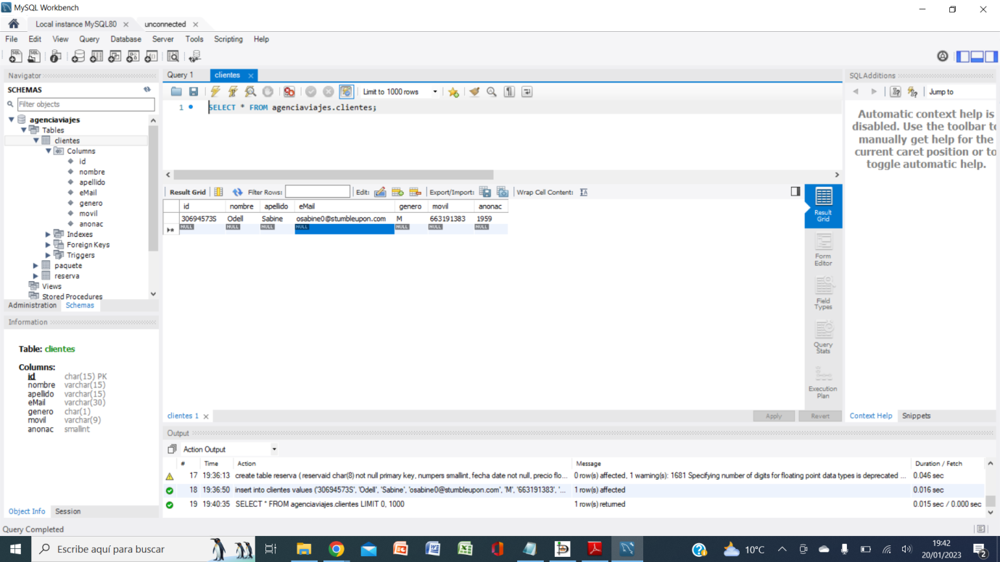 MySQL Workbench
Local instance MySQL80
unconnected
File Edit View Query Database Server Tools Scripting Help
Navigator
SCHEMAS
Filter objects
agenciaviajes
Tables
clientes
Columns
id
nombre
apellido
eMail
genero
movil
anonac
Indexes
Foreign Keys
Triggers
paquete
reserva
Views
Stored Procedures
Administration Schemas
Information
Table: clientes
Columns:
id char(15) PK
nombre varchar(15)
apellido varchar(15)
eMail varchar(30)
genero char(1)
movil varchar(9)
anonac smallint
Object Info Session
Query Completed
Query 1 clientes
Limit to 1000 rows
1 SELECT * FROM agenciaviajes.clientes;
Result Grid Filter Rows: Edit: Export/Import: Wrap Cell Content:
id nombre apellido eMail genero movil anonac
30694573S Odell Sabine osabine0@stumbleupon.com M 663191383 1959
NULL NULL NULL NULL NULL NULL NULL
Result Grid
Form Editor
Field Types
Query Stats
Execution Plan
clientes 1
Apply Revert
SQLAdditions
Jump to
Automatic context help is
disabled. Use the toolbar to
manually get help for the
current caret position or to
toggle automatic help.
Context Help Snippets
Output
Action Output
# Time Action Message Duration / Fetch
17 19:36:13 create table reserva ( reservaid char(8) not null primary key, numpers smallint, fecha date not null, precio flo... 0 row(s) affected, 1 warning(s): 1681 Specifying number of digits for floating point data types is deprecated ... 0.046 sec
18 19:36:50 insert into clientes values ('30694573S', 'Odell', 'Sabine', 'osabine0@stumbleupon.com', 'M', '663191383', '... 1 row(s) affected 0.016 sec
19 19:40:35 SELECT * FROM agenciaviajes.clientes LIMIT 0, 1000 1 row(s) returned 0.015 sec / 0.000 sec
Escribe aquí para buscar
10°C
19:42
20/01/2023
2